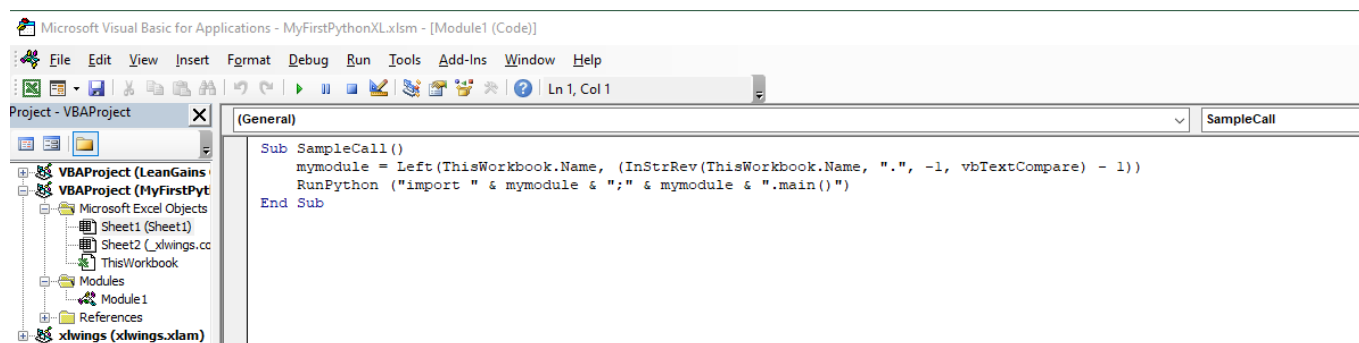 Microsoft Visual Basic for Applications - MyFirstPythonXL.xlsm - [Module1 (Code)]
File Edit View Insert Format Debug Run Tools Add-Ins Window Help
Ln 1, Col 1
Project - VBAProject
(General) SampleCall
VBAProject (LeanGains
VBAProject (MyFirstPyt
Microsoft Excel Objects
Sheet1 (Sheet1)
Sheet2 (_xlwings.cc
ThisWorkbook
Modules
Module1
References
xlwings (xlwings.xlam)
Sub SampleCall()
mymodule = Left(ThisWorkbook.Name, (InStrRev(ThisWorkbook.Name, ".", -1, vbTextCompare) - 1))
RunPython ("import " & mymodule & ";" & mymodule & ".main()")
End Sub